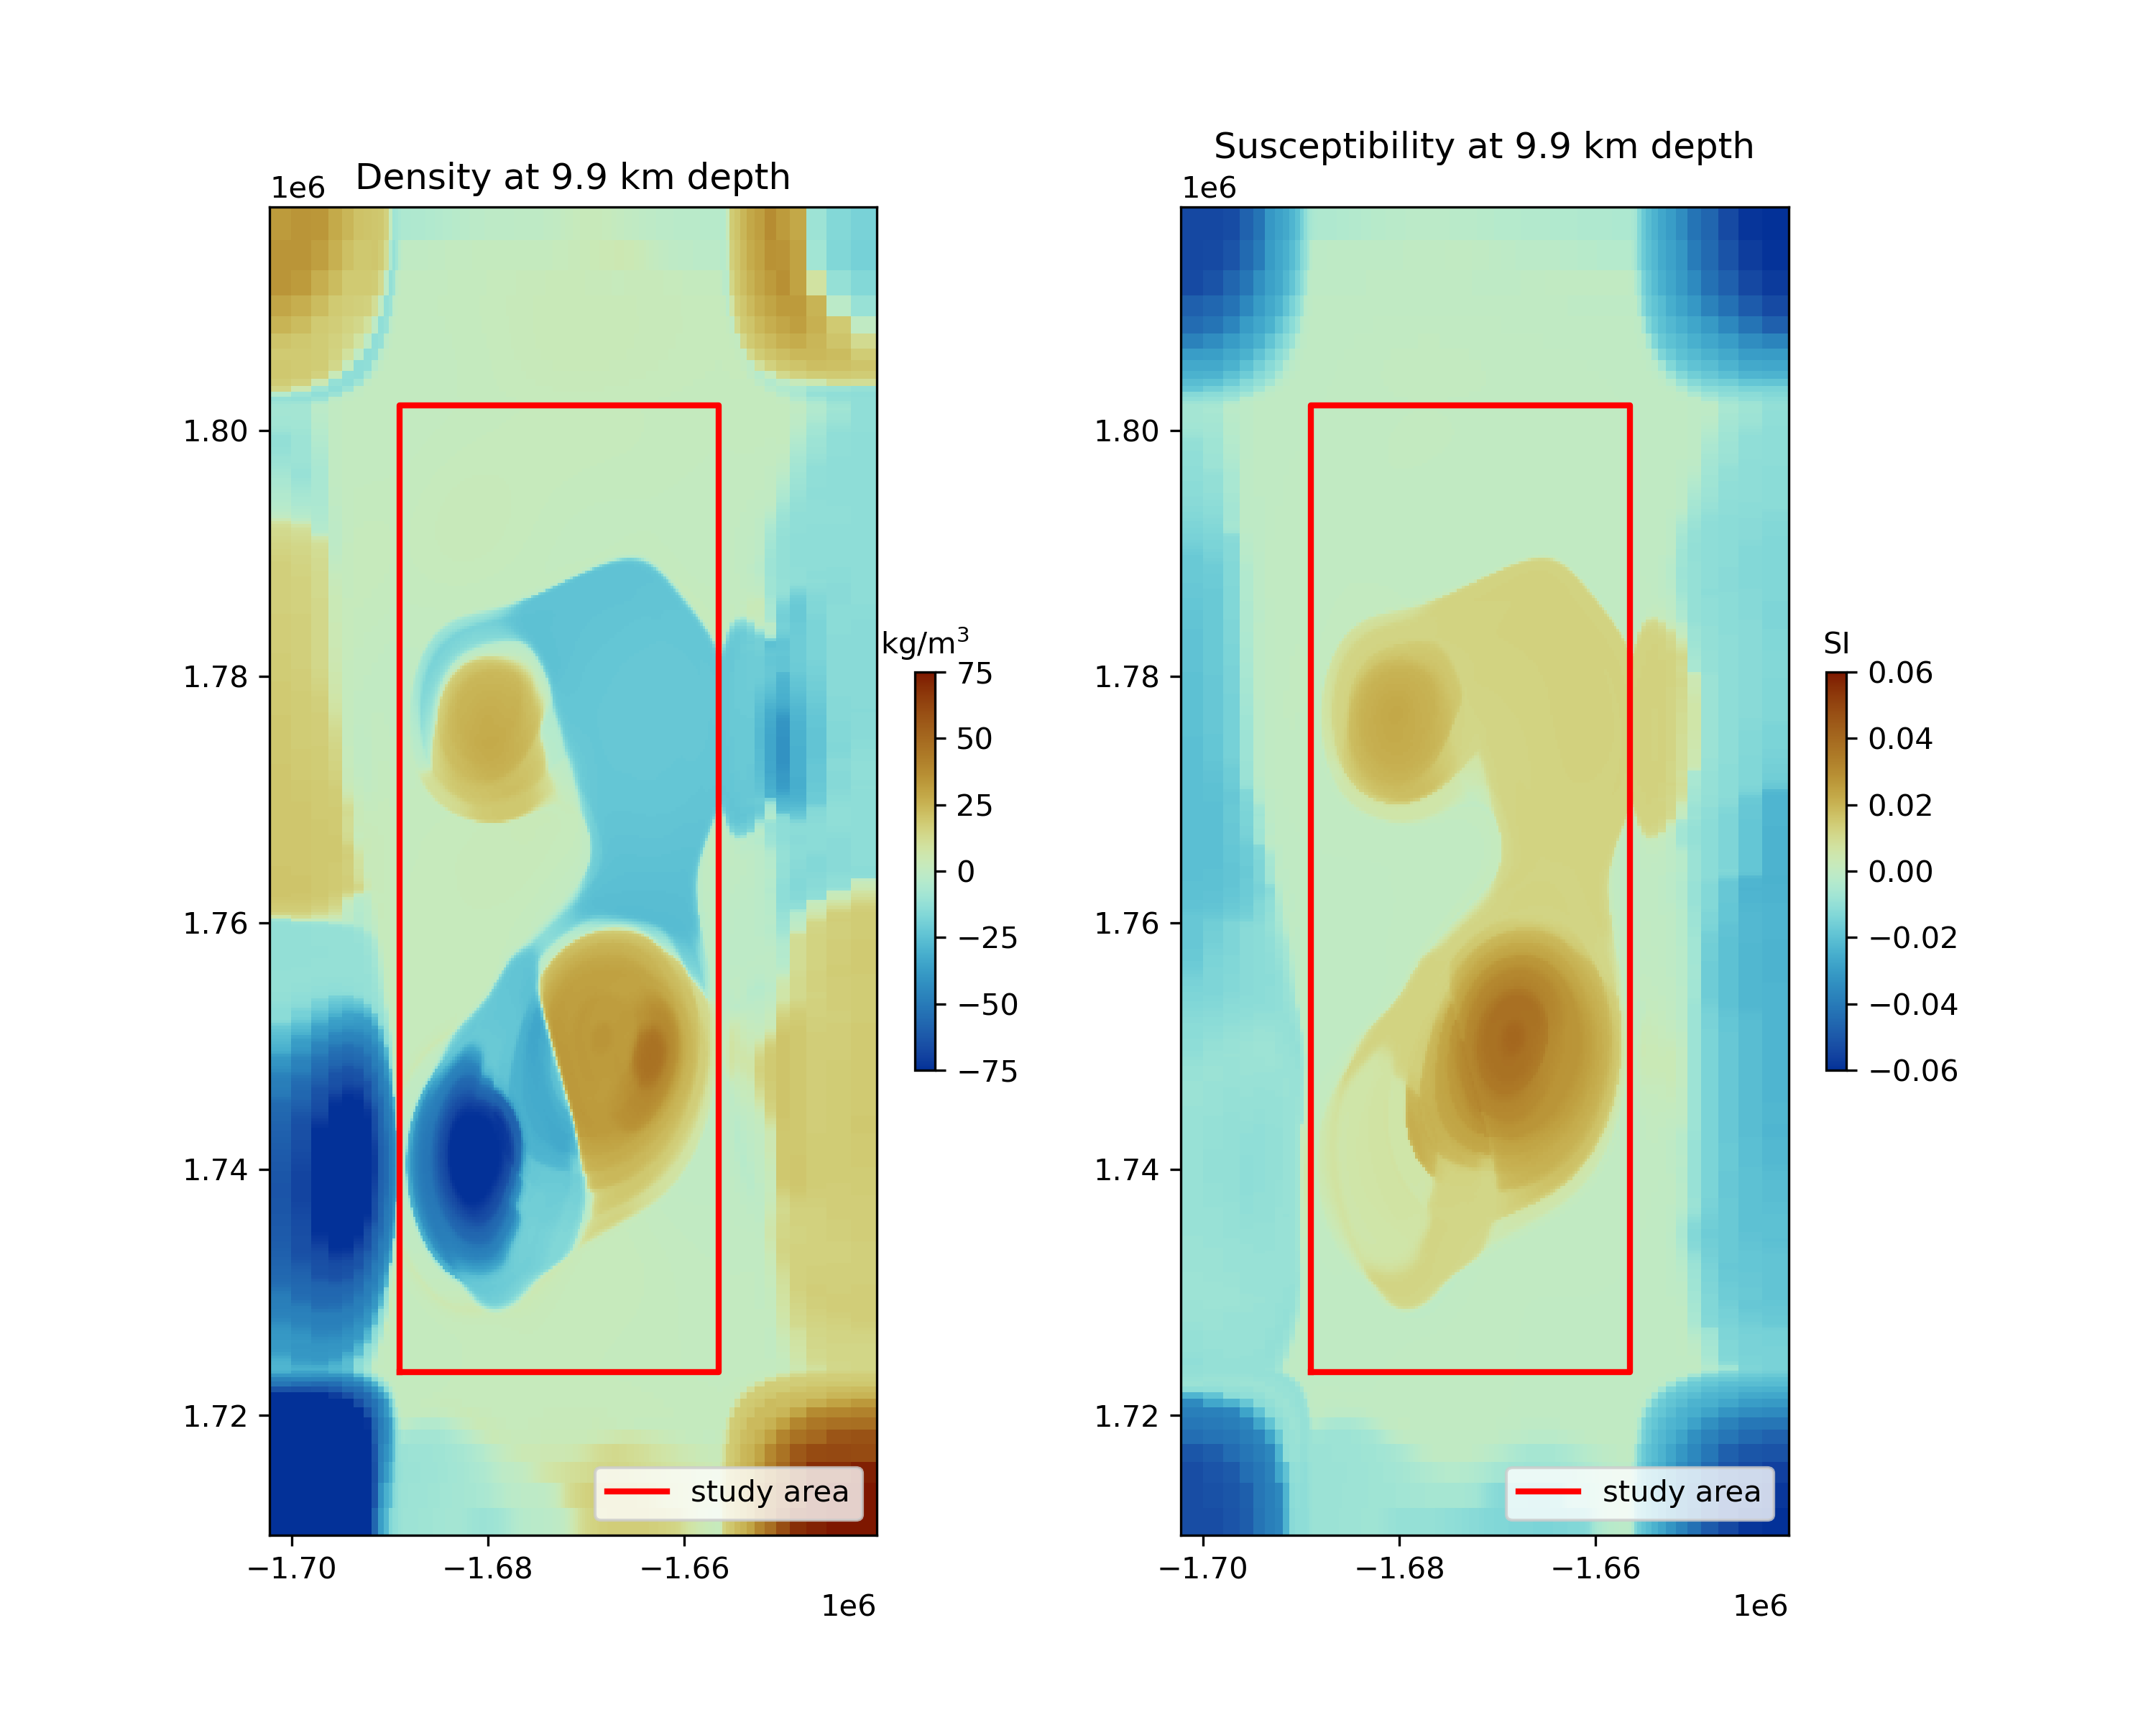 Density at 9.9 km depth
1e6
1.80
1.78
1.76
1.74
1.72
−1.70 −1.68 −1.66
1e6
study area
kg/m³
75
50
25
0
−25
−50
−75
Susceptibility at 9.9 km depth
1e6
1.80
1.78
1.76
1.74
1.72
−1.70 −1.68 −1.66
1e6
study area
SI
0.06
0.04
0.02
0.00
−0.02
−0.04
−0.06